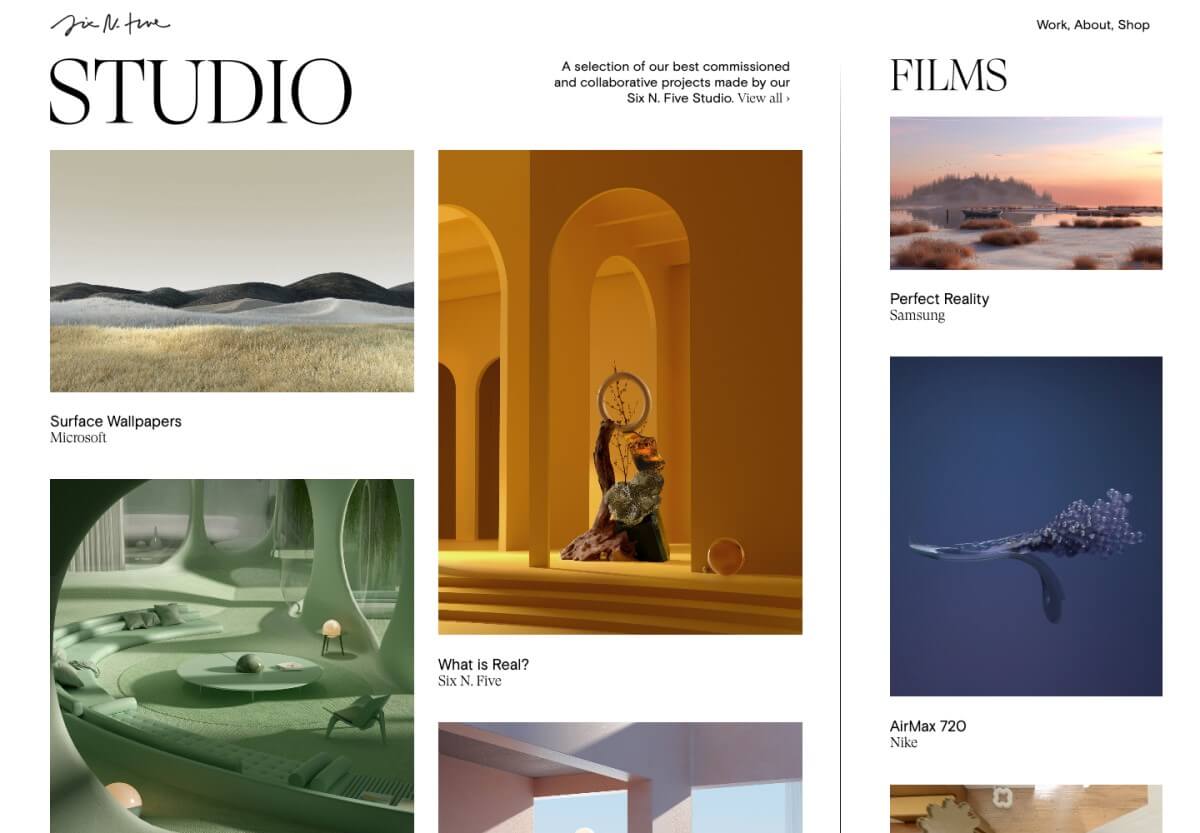 Six N. Five
Work, About, Shop
STUDIO
A selection of our best commissioned
and collaborative projects made by our
Six N. Five Studio. View all ›
FILMS
Surface Wallpapers
Microsoft
What is Real?
Six N. Five
Perfect Reality
Samsung
AirMax 720
Nike